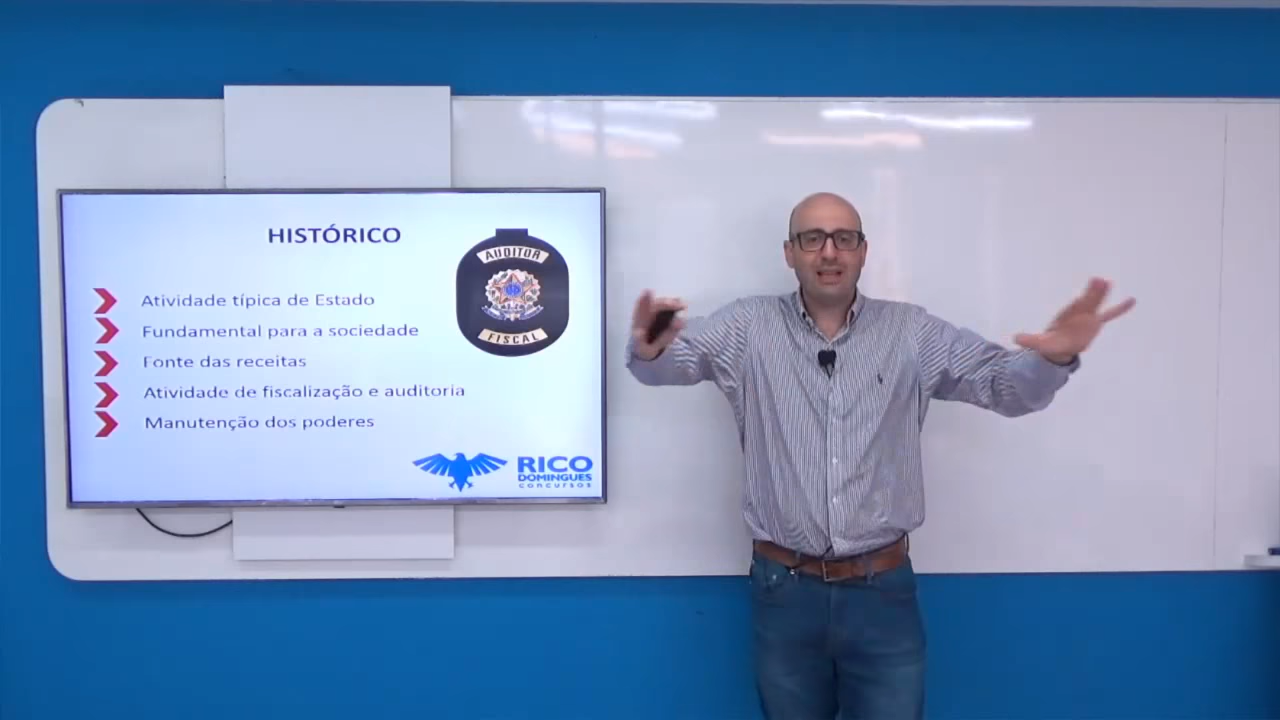 HISTÓRICO
AUDITOR
FISCAL
Atividade típica de Estado
Fundamental para a sociedade
Fonte das receitas
Atividade de fiscalização e auditoria
Manutenção dos poderes
RICO
DOMINGUES
concursos